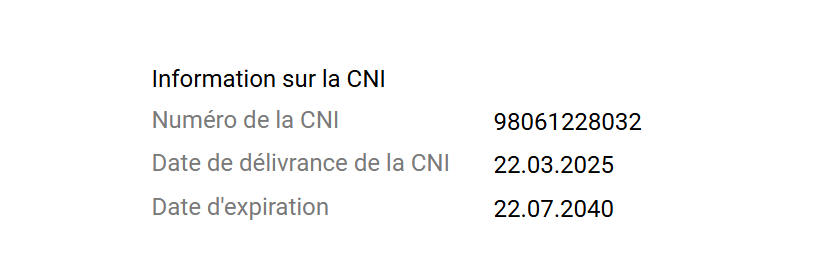 Information sur la CNI
Numéro de la CNI 98061228032
Date de délivrance de la CNI 22.03.2025
Date d'expiration 22.07.2040